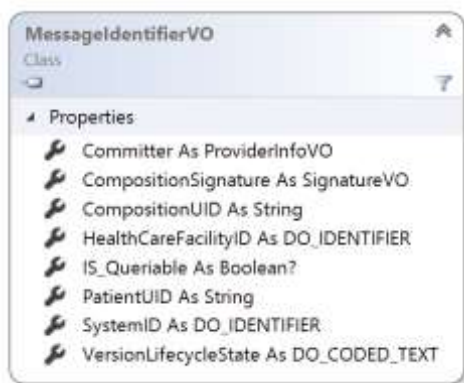 MessageIdentifierVO
Class
Properties
Committer As ProviderInfoVO
CompositionSignature As SignatureVO
CompositionUID As String
HealthCareFacilityID As DO_IDENTIFIER
IS_Queriable As Boolean?
PatientUID As String
SystemID As DO_IDENTIFIER
VersionLifecycleState As DO_CODED_TEXT